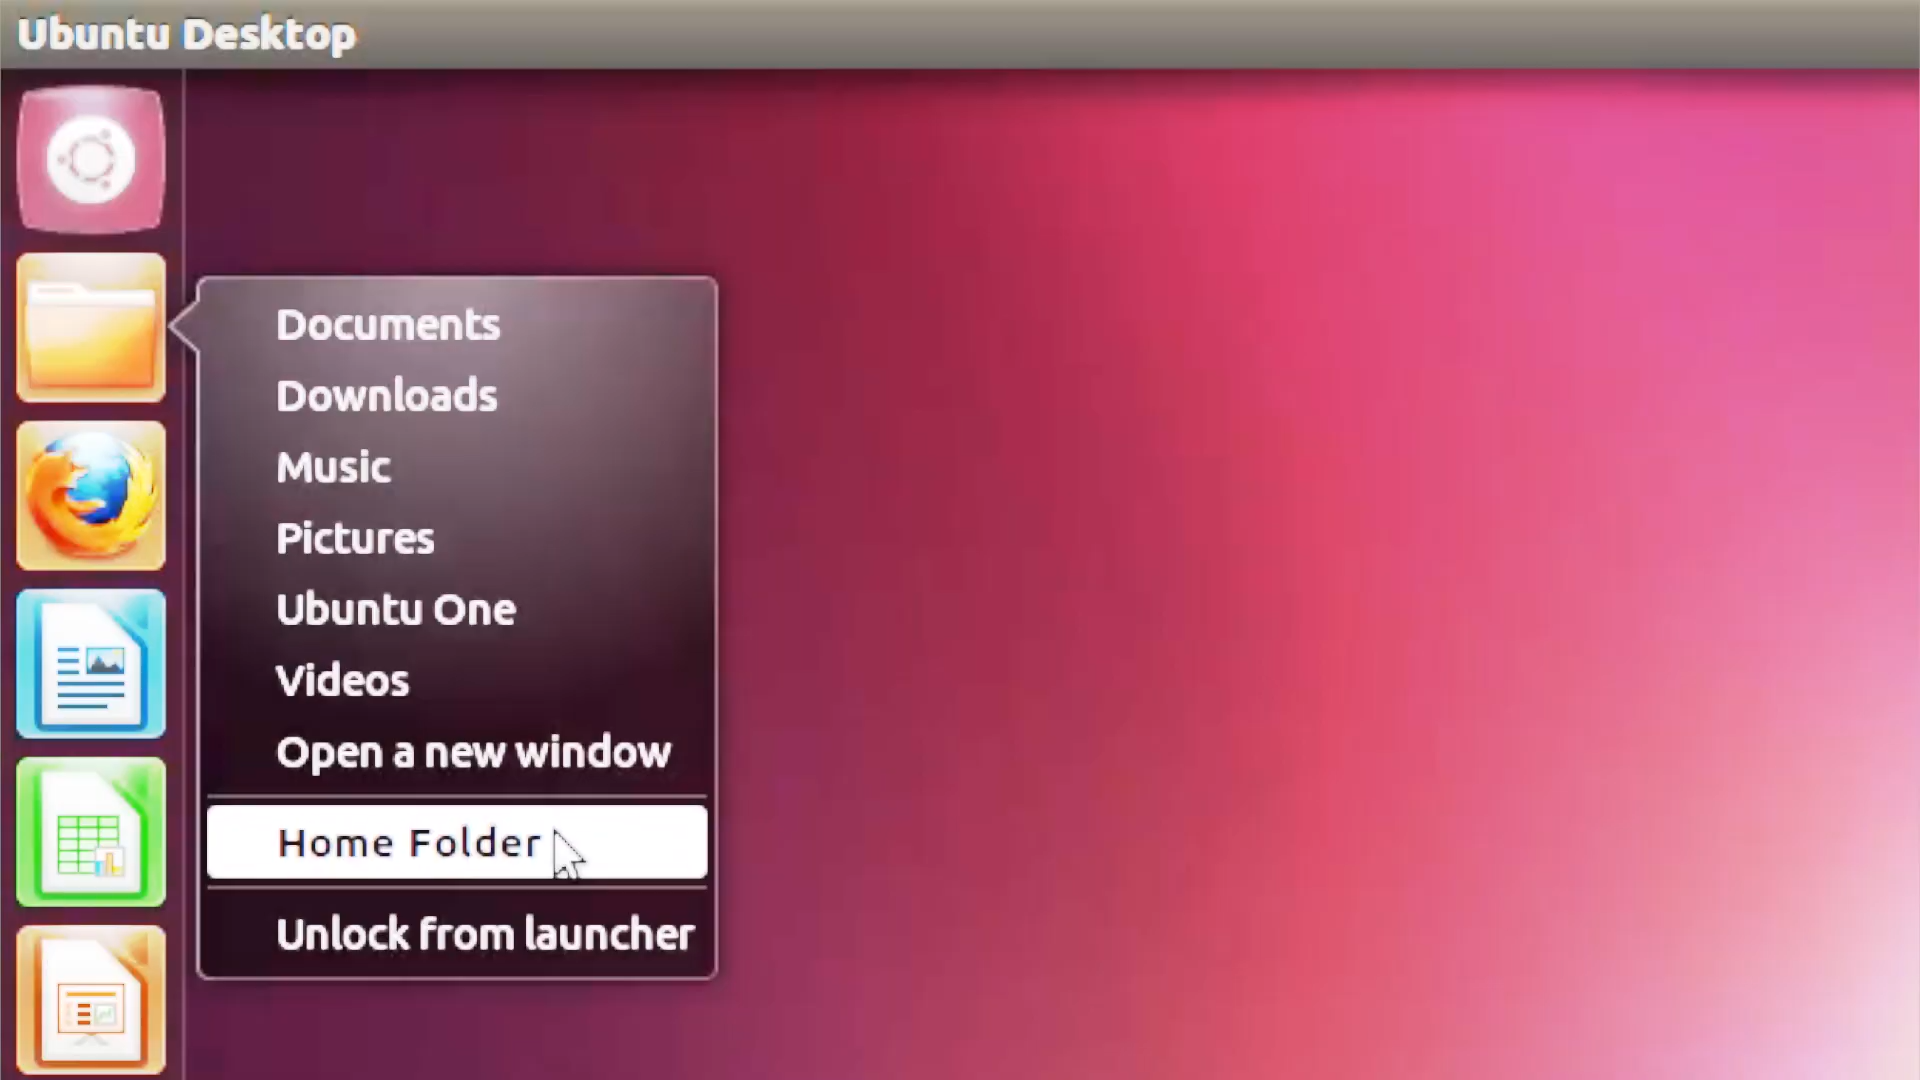 Ubuntu Desktop
Documents
Downloads
Music
Pictures
Ubuntu One
Videos
Open a new window
Home Folder
Unlock from launcher